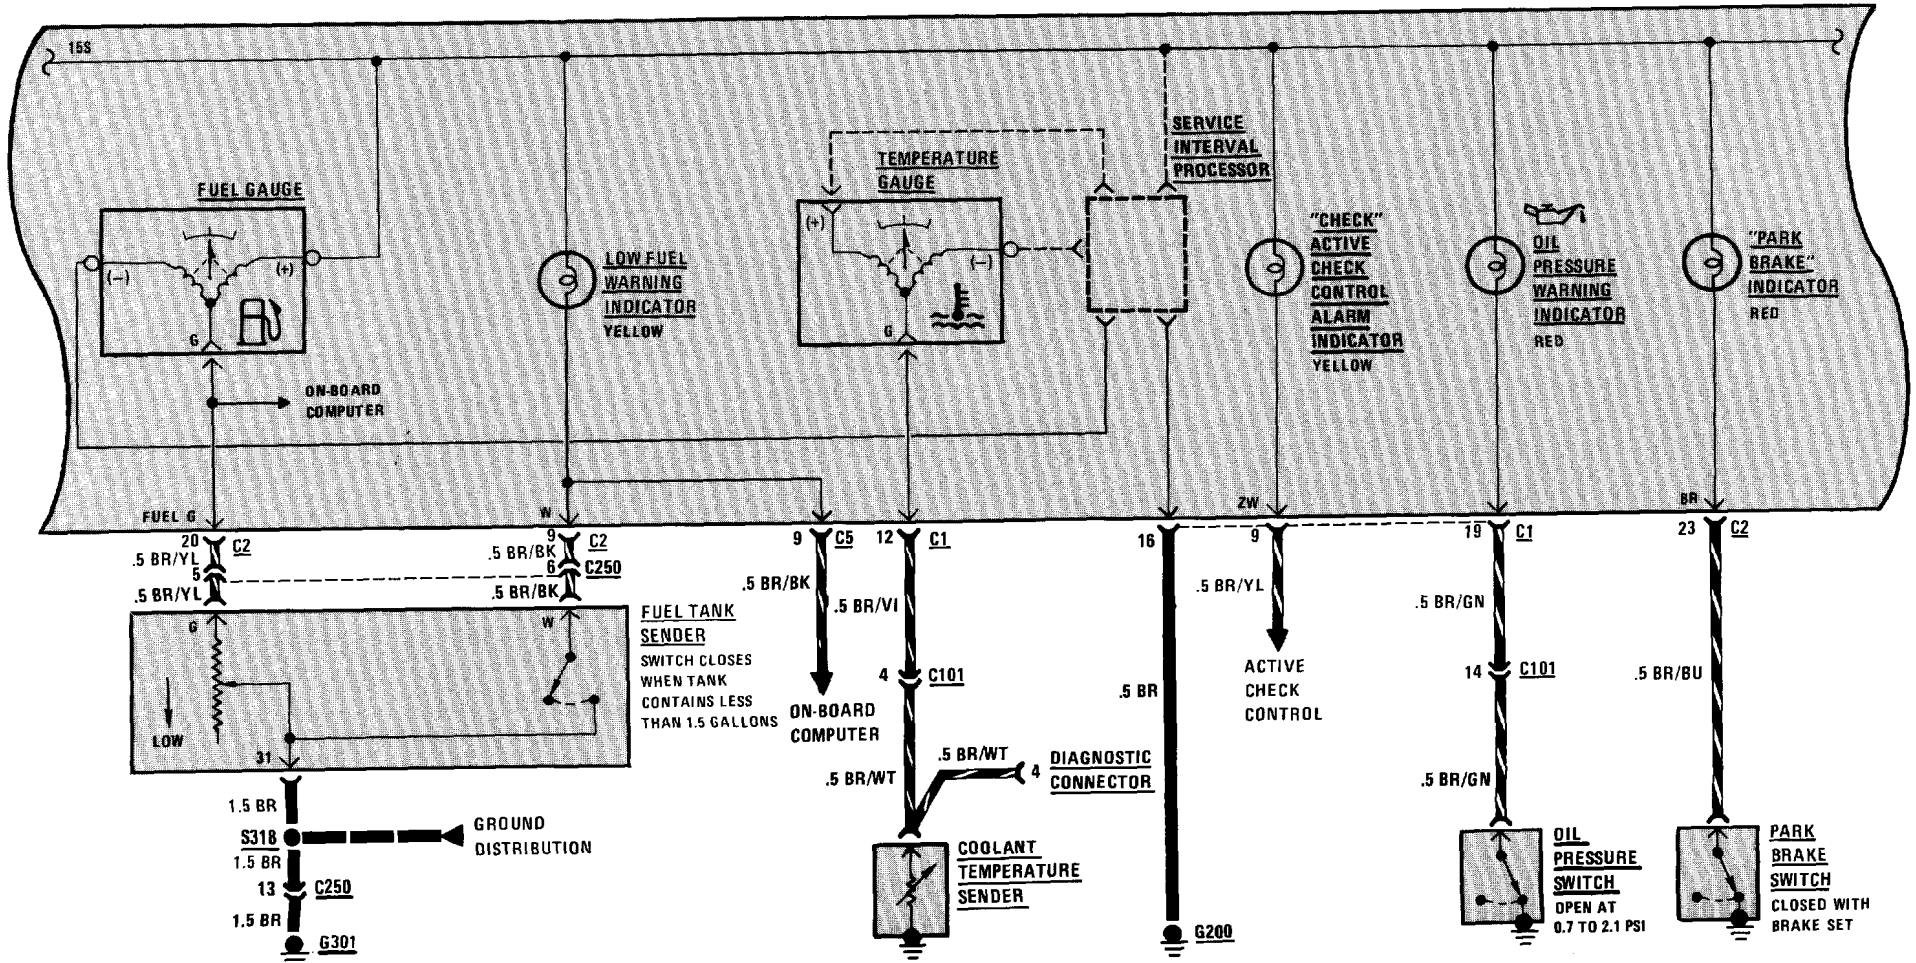 15S
FUEL GAUGE
(−)
(+)
G
ON-BOARD
COMPUTER
LOW FUEL
WARNING
INDICATOR
YELLOW
TEMPERATURE
GAUGE
(+)
(−)
G
SERVICE
INTERVAL
PROCESSOR
"CHECK"
ACTIVE
CHECK
CONTROL
ALARM
INDICATOR
YELLOW
OIL
PRESSURE
WARNING
INDICATOR
RED
"PARK
BRAKE"
INDICATOR
RED
FUEL G
W
ZW
BR
20
C2
9
C2
9
C5
12
C1
16
9
19
C1
23
C2
.5 BR/YL
5
.5 BR/YL
.5 BR/BK
6
C250
.5 BR/BK
.5 BR/BK
.5 BR/VI
.5 BR/YL
.5 BR/GN
.5 BR/BU
.5 BR
G
LOW
31
W
FUEL TANK
SENDER
SWITCH CLOSES
WHEN TANK
CONTAINS LESS
THAN 1.5 GALLONS
ON-BOARD
COMPUTER
4
C101
ACTIVE
CHECK
CONTROL
14
C101
.5 BR/WT
.5 BR/WT
4
DIAGNOSTIC
CONNECTOR
.5 BR/GN
1.5 BR
S318
GROUND
DISTRIBUTION
1.5 BR
13
C250
1.5 BR
G301
COOLANT
TEMPERATURE
SENDER
G200
OIL
PRESSURE
SWITCH
OPEN AT
0.7 TO 2.1 PSI
PARK
BRAKE
SWITCH
CLOSED WITH
BRAKE SET